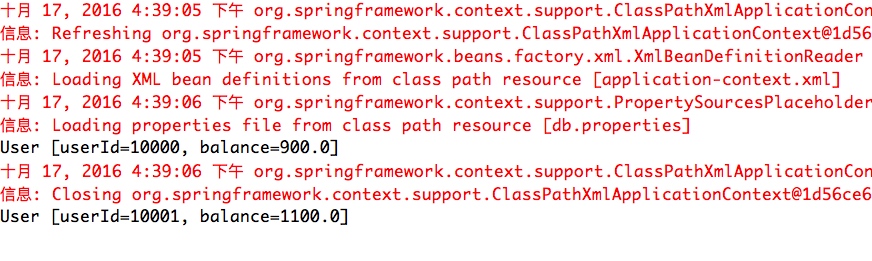 十月 17, 2016 4:39:05 下午 org.springframework.context.support.ClassPathXmlApplicationCon
信息: Refreshing org.springframework.context.support.ClassPathXmlApplicationContext@1d56
十月 17, 2016 4:39:05 下午 org.springframework.beans.factory.xml.XmlBeanDefinitionReader
信息: Loading XML bean definitions from class path resource [application-context.xml]
十月 17, 2016 4:39:06 下午 org.springframework.context.support.PropertySourcesPlaceholder
信息: Loading properties file from class path resource [db.properties]
User [userId=10000, balance=900.0]
十月 17, 2016 4:39:06 下午 org.springframework.context.support.ClassPathXmlApplicationCon
信息: Closing org.springframework.context.support.ClassPathXmlApplicationContext@1d56ce6
User [userId=10001, balance=1100.0]